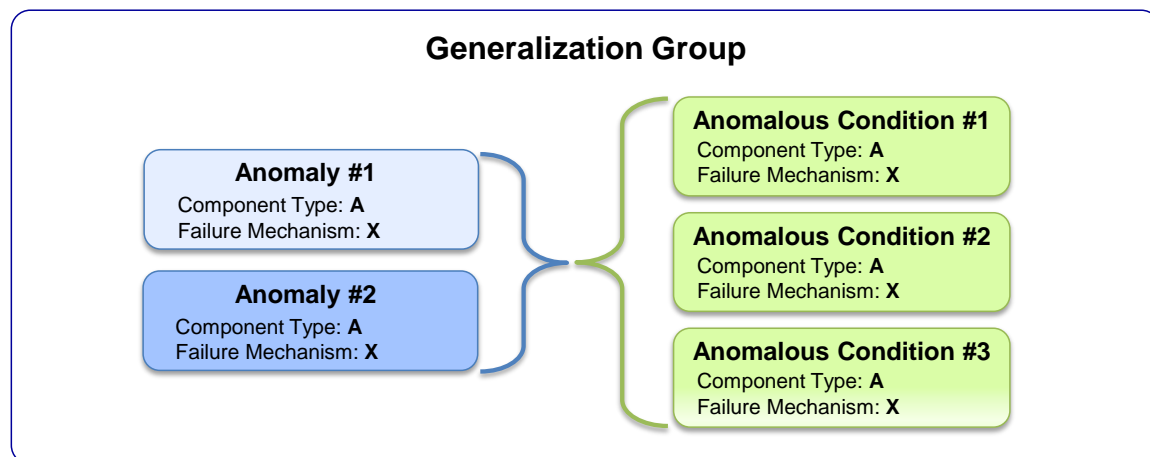 Generalization Group
Anomaly #1
Component Type: A
Failure Mechanism: X
Anomaly #2
Component Type: A
Failure Mechanism: X
Anomalous Condition #1
Component Type: A
Failure Mechanism: X
Anomalous Condition #2
Component Type: A
Failure Mechanism: X
Anomalous Condition #3
Component Type: A
Failure Mechanism: X